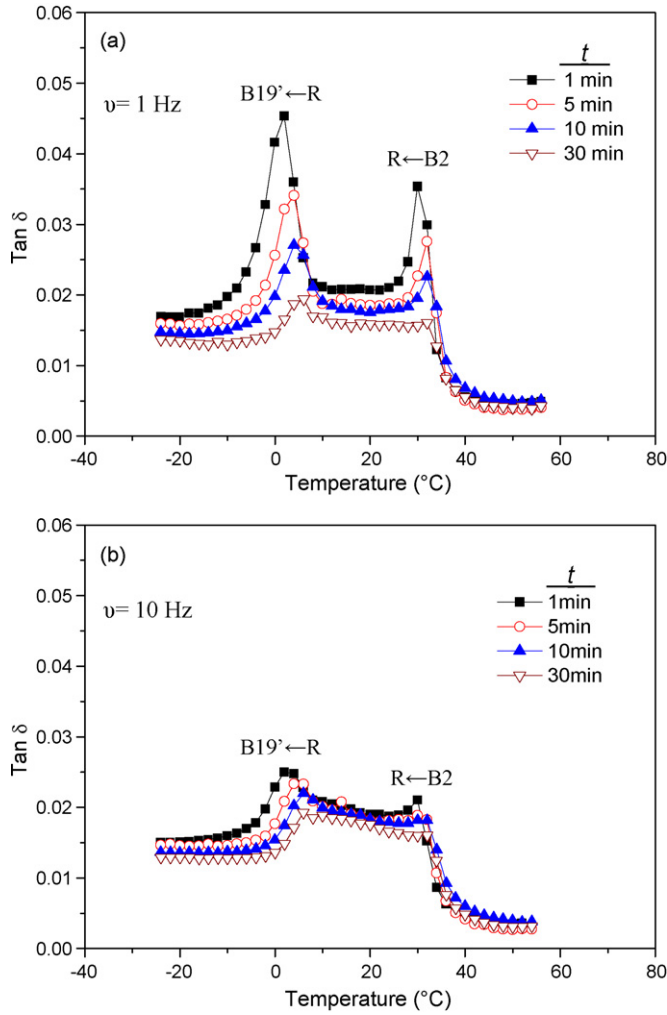 0.06
(a)
t
1 min
5 min
10 min
30 min
0.05
B19’←R
υ= 1 Hz
0.04
R←B2
Tan δ
0.03
0.02
0.01
0.00
-40 -20 0 20 40 60 80
Temperature (°C)
0.06
(b)
t
1min
5min
10min
30min
0.05
υ= 10 Hz
0.04
Tan δ
0.03
B19’←R
R←B2
0.02
0.01
0.00
-40 -20 0 20 40 60 80
Temperature (°C)